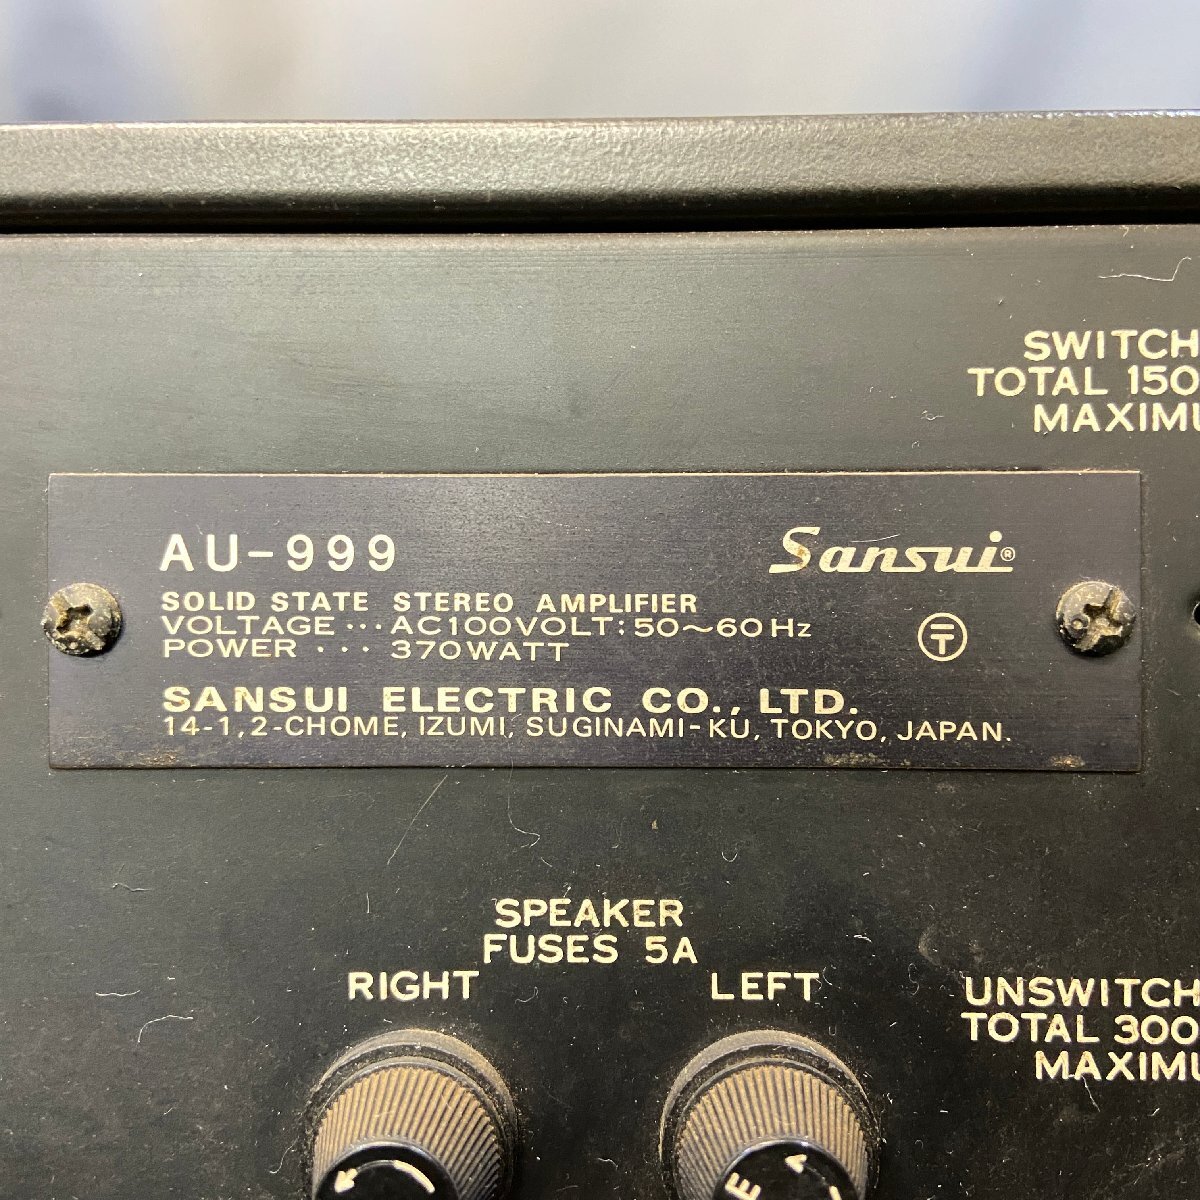 SWITCH
TOTAL 150
MAXIMU
AU-999
Sansui®
SOLID STATE STEREO AMPLIFIER
VOLTAGE ··· AC100VOLT: 50~60Hz
POWER ··· 370WATT
〒
SANSUI ELECTRIC CO., LTD.
14-1, 2-CHOME, IZUMI, SUGINAMI-KU, TOKYO, JAPAN.
SPEAKER
FUSES 5A
RIGHT LEFT
UNSWITCH
TOTAL 300
MAXIMU